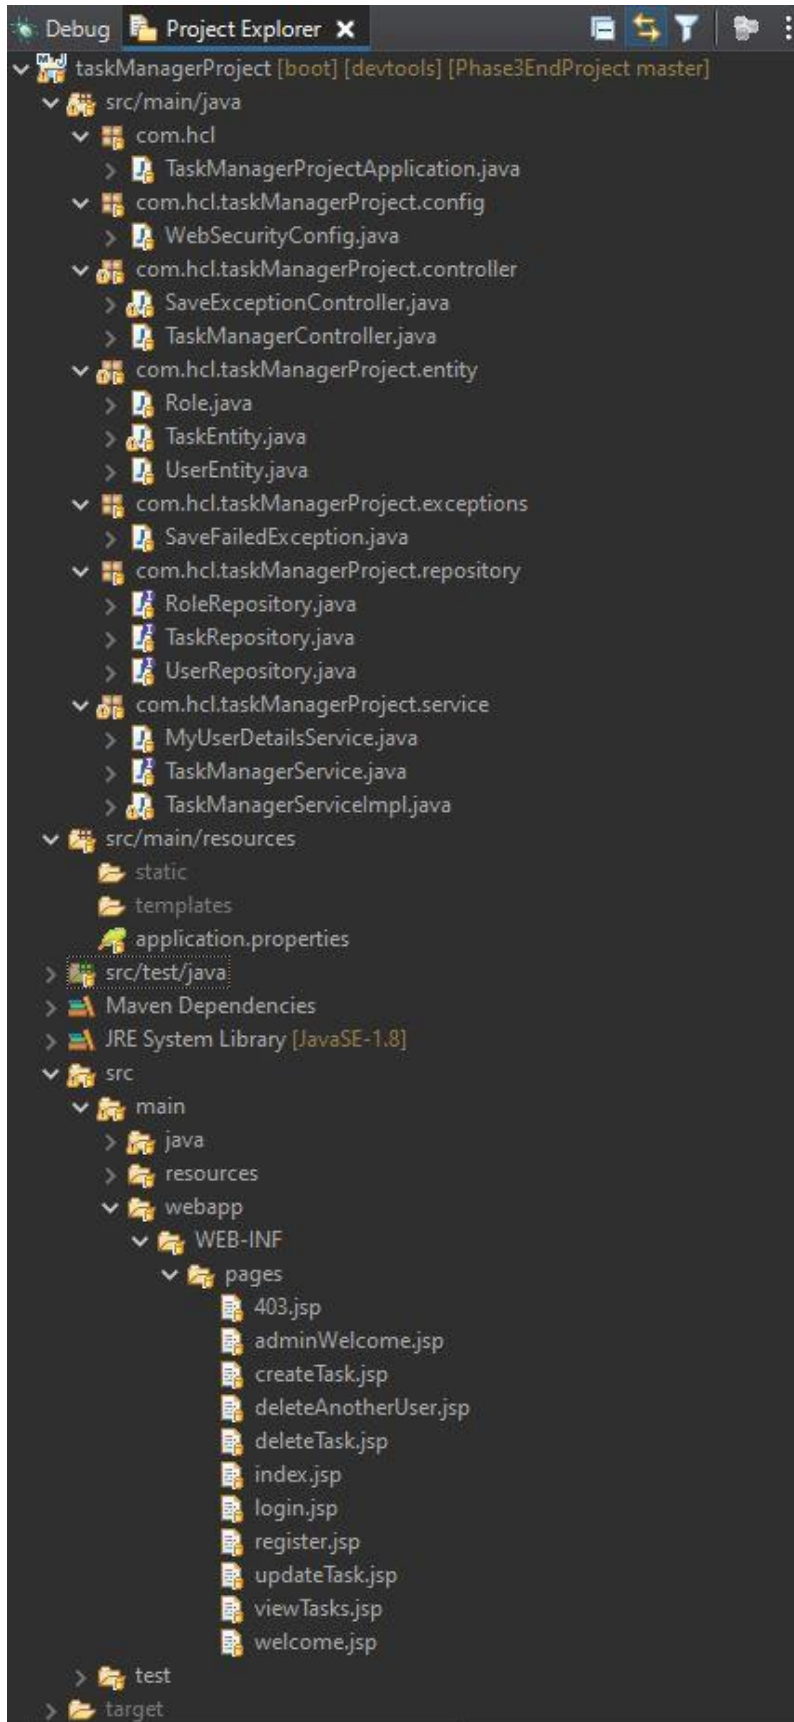 Debug Project Explorer
taskManagerProject [boot] [devtools] [Phase3EndProject master]
src/main/java
com.hcl
TaskManagerProjectApplication.java
com.hcl.taskManagerProject.config
WebSecurityConfig.java
com.hcl.taskManagerProject.controller
SaveExceptionController.java
TaskManagerController.java
com.hcl.taskManagerProject.entity
Role.java
TaskEntity.java
UserEntity.java
com.hcl.taskManagerProject.exceptions
SaveFailedException.java
com.hcl.taskManagerProject.repository
RoleRepository.java
TaskRepository.java
UserRepository.java
com.hcl.taskManagerProject.service
MyUserDetailsService.java
TaskManagerService.java
TaskManagerServiceImpl.java
src/main/resources
static
templates
application.properties
src/test/java
Maven Dependencies
JRE System Library [JavaSE-1.8]
src
main
java
resources
webapp
WEB-INF
pages
403.jsp
adminWelcome.jsp
createTask.jsp
deleteAnotherUser.jsp
deleteTask.jsp
index.jsp
login.jsp
register.jsp
updateTask.jsp
viewTasks.jsp
welcome.jsp
test
target